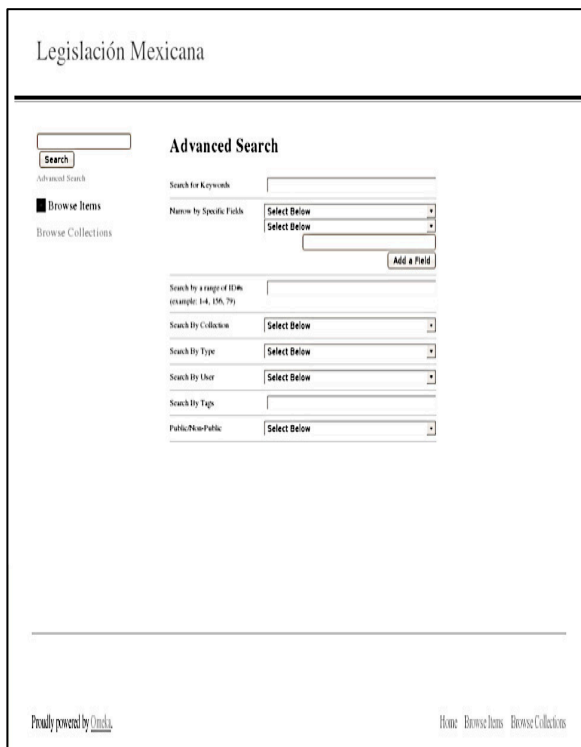 Legislación Mexicana
Search
Advanced Search
Browse Items
Browse Collections
Advanced Search
Search for Keywords
Narrow by Specific Fields
Select Below
Select Below
Add a Field
Search by a range of ID#s
(example: 1-4, 156, 79)
Search By Collection
Select Below
Search By Type
Select Below
Search By User
Select Below
Search By Tags
Public/Non-Public
Select Below
Proudly powered by Omeka.
Home Browse Items Browse Collections